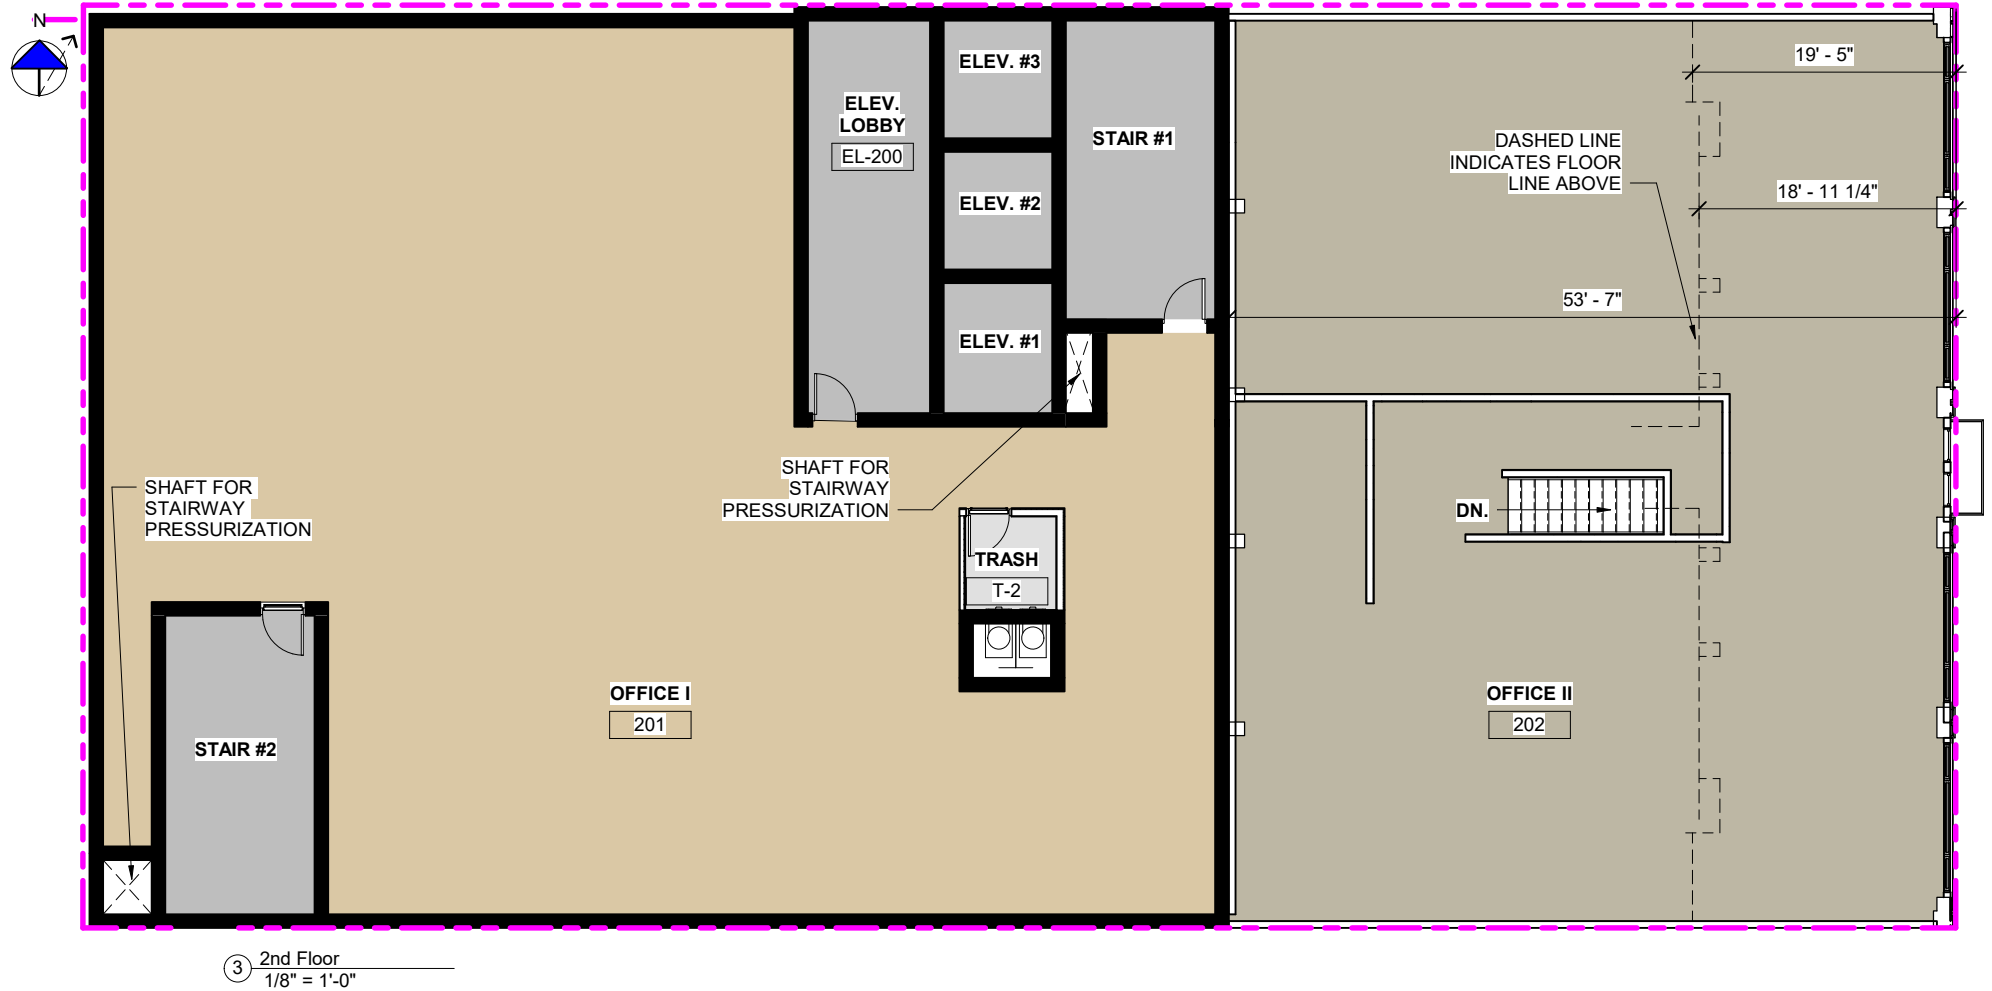 N
ELEV. #3
19' - 5"
ELEV.
LOBBY
EL-200
STAIR #1
DASHED LINE
INDICATES FLOOR
LINE ABOVE
18' - 11 1/4"
ELEV. #2
53' - 7"
ELEV. #1
SHAFT FOR
STAIRWAY
PRESSURIZATION
SHAFT FOR
STAIRWAY
PRESSURIZATION
DN.
TRASH
T-2
OFFICE I
201
OFFICE II
202
STAIR #2
3
2nd Floor
1/8" = 1'-0"